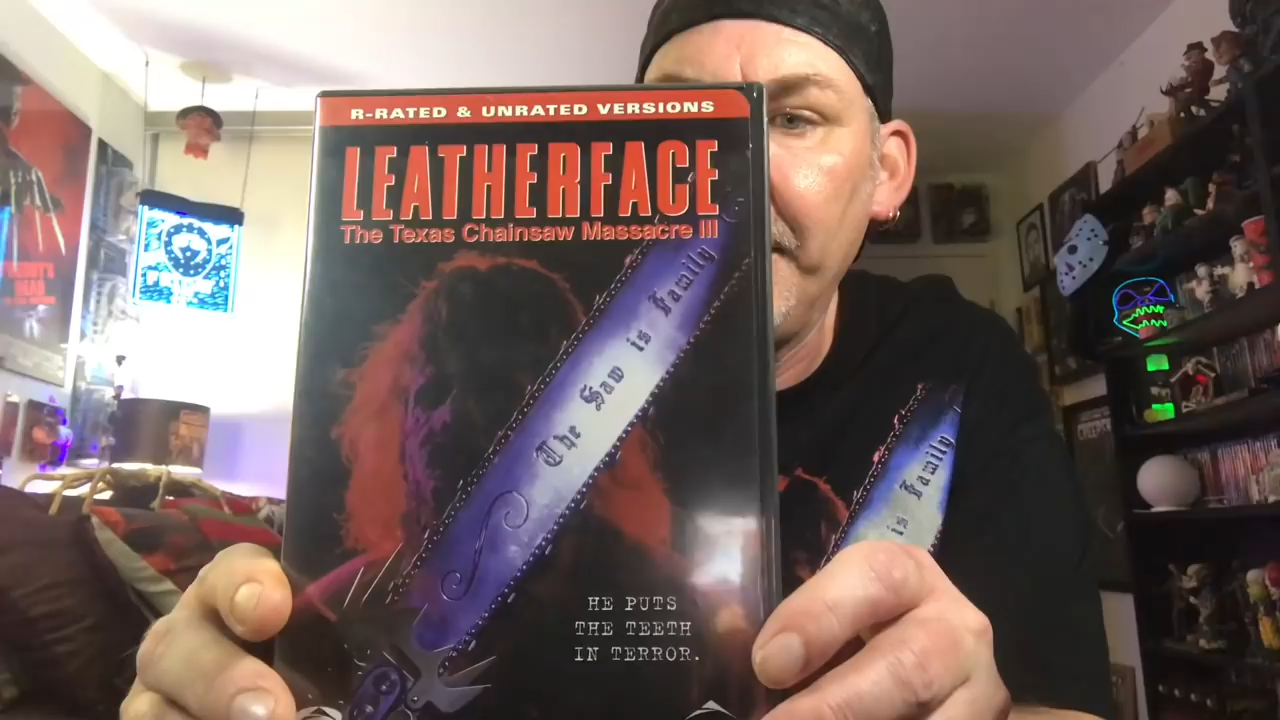 R-RATED & UNRATED VERSIONS
LEATHERFACE
The Texas Chainsaw Massacre III
The Saw is Family
HE PUTS
THE TEETH
IN TERROR.
is Family
CREEPSHOW